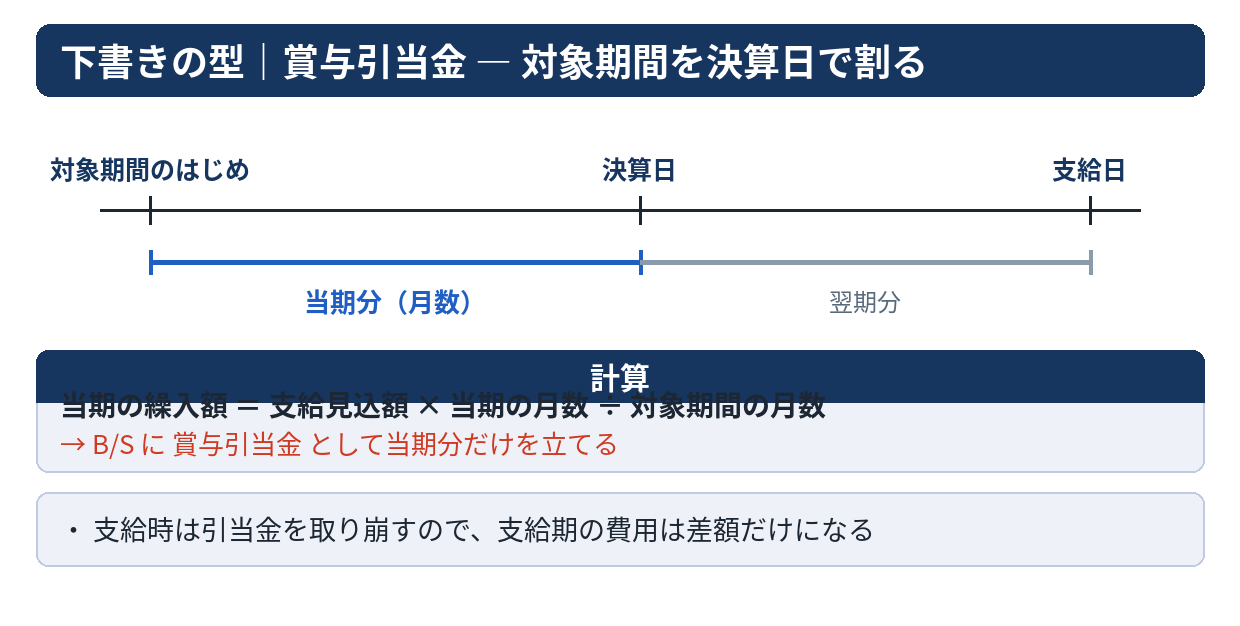 下書きの型｜賞与引当金 ― 対象期間を決算日で割る
対象期間のはじめ
決算日
支給日
当期分（月数）
翌期分
計算
当期の繰入額 ＝ 支給見込額 × 当期の月数 ÷ 対象期間の月数
→ B/S に 賞与引当金 として当期分だけを立てる
・ 支給時は引当金を取り崩すので、支給期の費用は差額だけになる